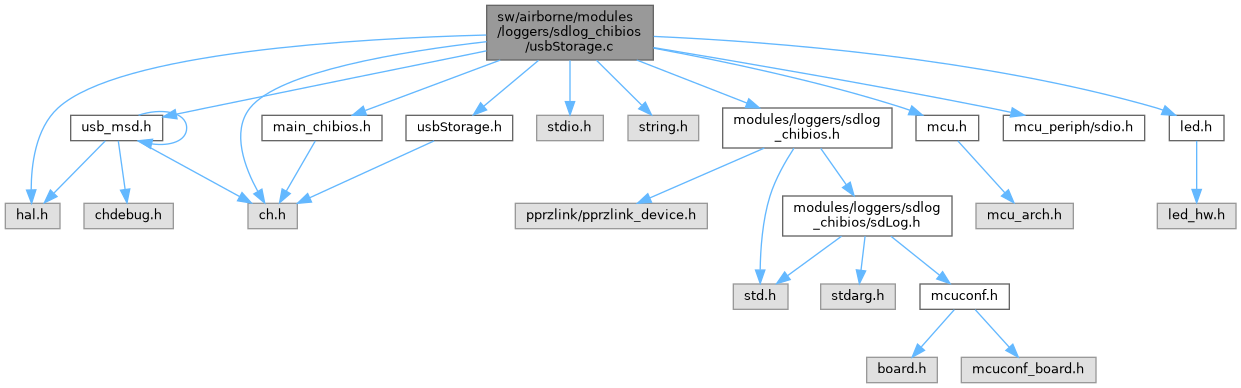 sw/airborne/modules
/loggers/sdlog_chibios
/usbStorage.c
usb_msd.h
main_chibios.h
usbStorage.h
stdio.h
string.h
modules/loggers/sdlog
_chibios.h
mcu.h
mcu_periph/sdio.h
led.h
hal.h
chdebug.h
ch.h
pprzlink/pprzlink_device.h
modules/loggers/sdlog
_chibios/sdLog.h
mcu_arch.h
led_hw.h
std.h
stdarg.h
mcuconf.h
board.h
mcuconf_board.h